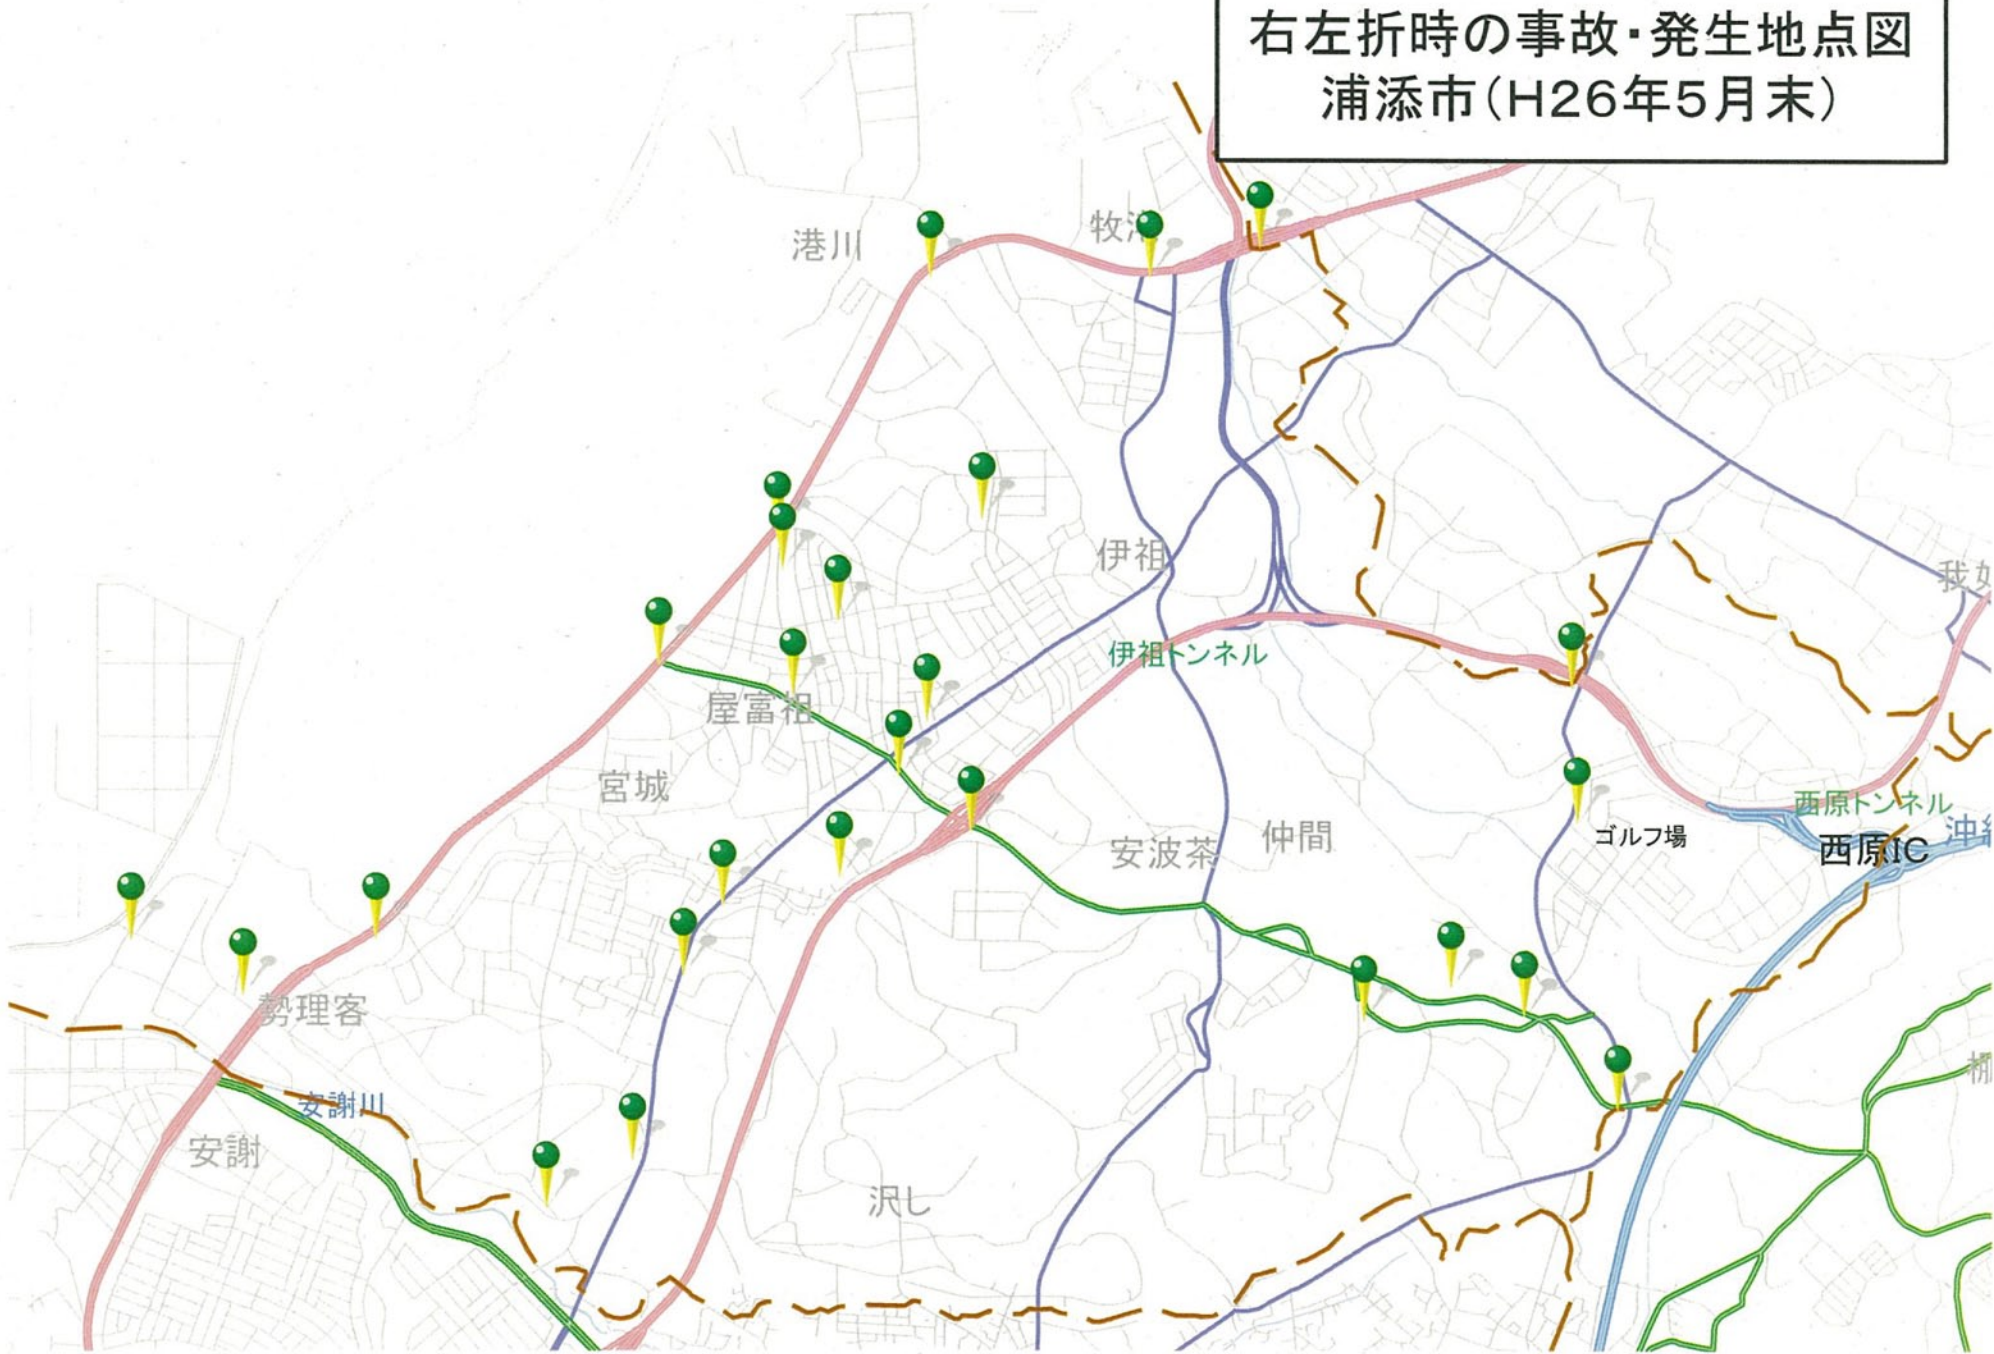 右左折時の事故・発生地点図
浦添市(H26年5月末)
港川
伊祖
伊祖トンネル
屋富祖
宮城
安波茶
仲間
ゴルフ場
西原トンネル
西原IC
勢理客
安謝川
安謝
沢し